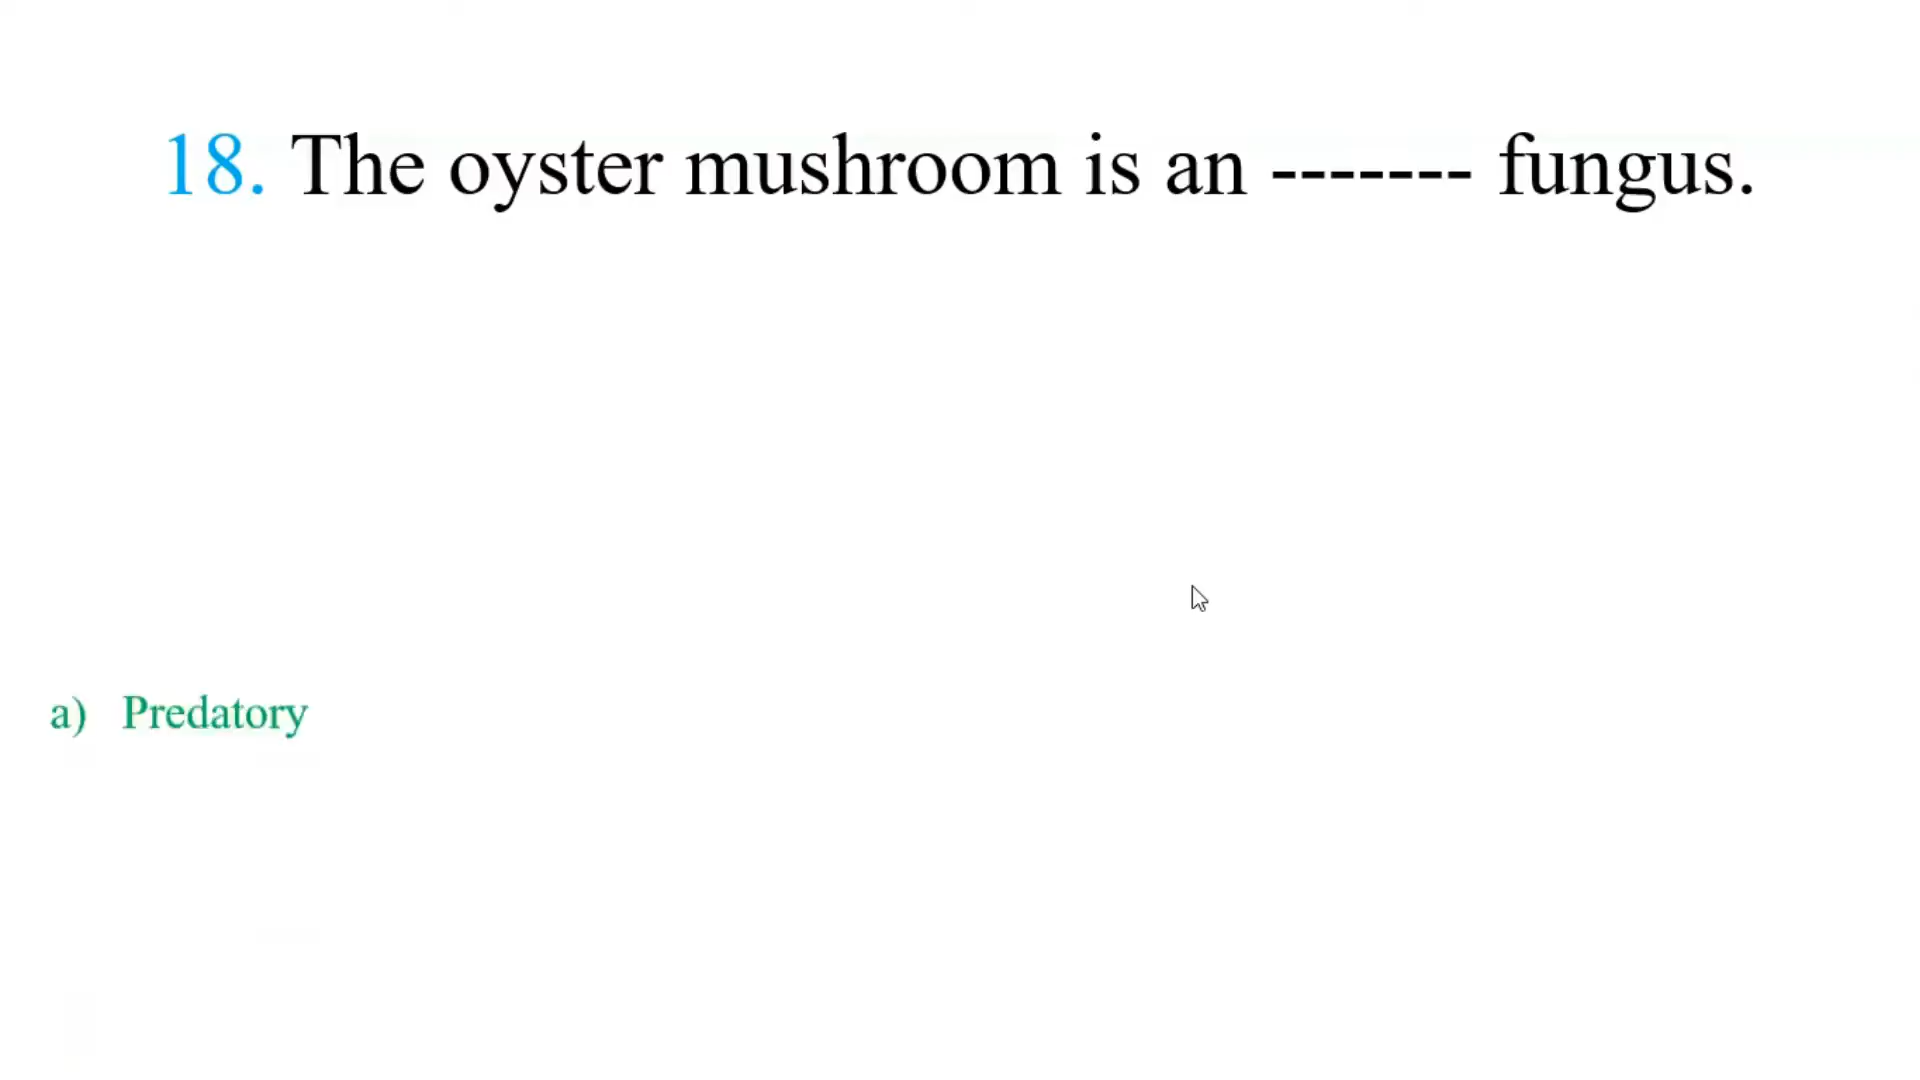 18. The oyster mushroom is an ------- fungus.
a) Predatory